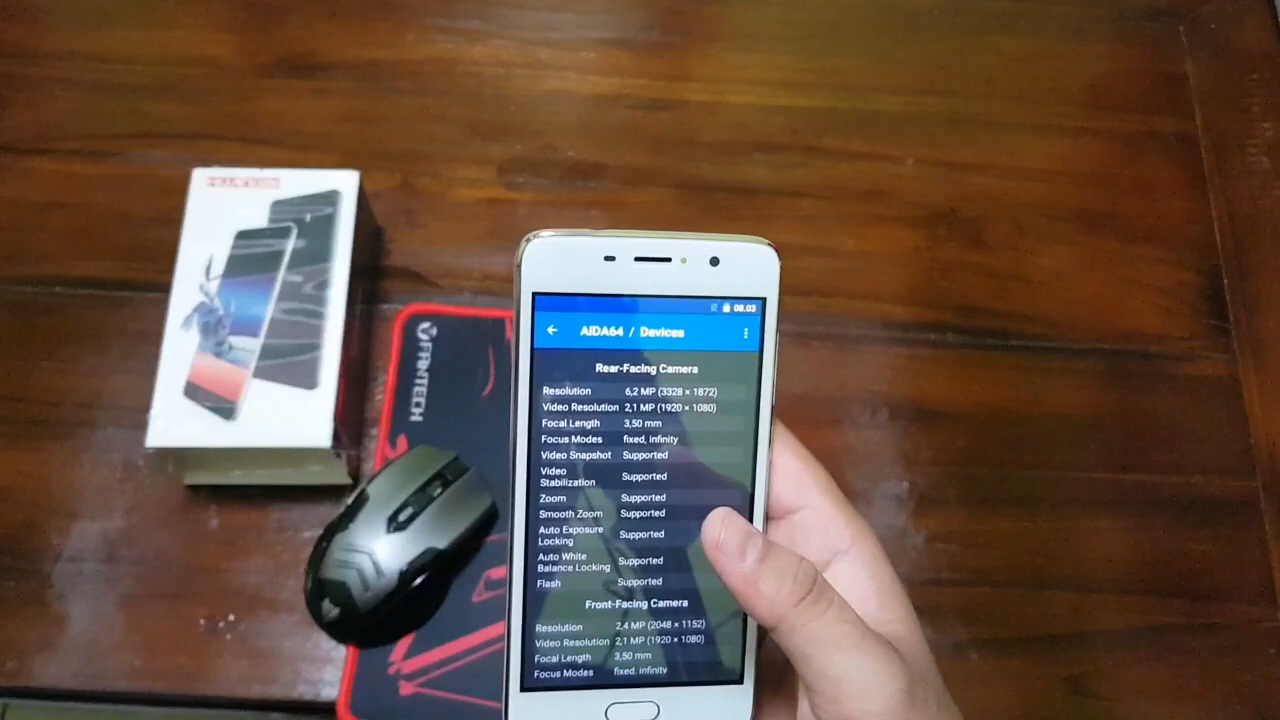 08.03
AIDA64 / Devices
Rear-Facing Camera
Resolution 6,2 MP (3328 × 1872)
Video Resolution 2,1 MP (1920 × 1080)
Focal Length 3,50 mm
Focus Modes fixed, infinity
Video Snapshot Supported
Video Stabilization Supported
Zoom Supported
Smooth Zoom Supported
Auto Exposure Locking Supported
Auto White Balance Locking Supported
Flash Supported
Front-Facing Camera
Resolution 2,4 MP (2048 × 1152)
Video Resolution 2,1 MP (1920 × 1080)
Focal Length 3,50 mm
Focus Modes fixed, infinity
FANTECH